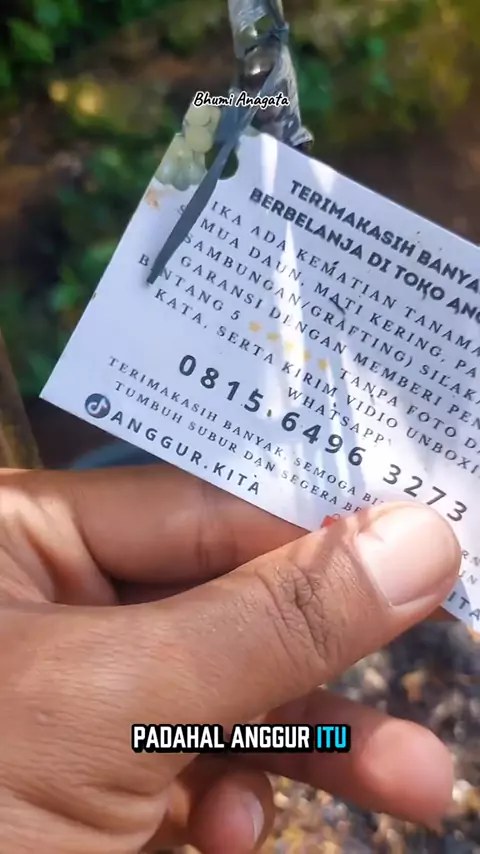 Bhumi Anagata
TERIMAKASIH BANYA
BERBELANJA DI TOKO ANG
IKA ADA KEMATIAN TANAMA
MUA DAUN, MATI KERING, PA
SAMBUNGAN/GRAFTING) SILAKA
GARANSI DENGAN MEMBERI PEN
BINTANG 5 TANPA FOTO DA
KATA, SERTA KIRIM VIDIO UNBOXI
WHATSAPP
0815.6496 3273
TERIMAKASIH BANYAK, SEMOGA BI
TUMBUH SUBUR DAN SEGERA BE
ANGGUR.KITA
PADAHAL ANGGUR ITU